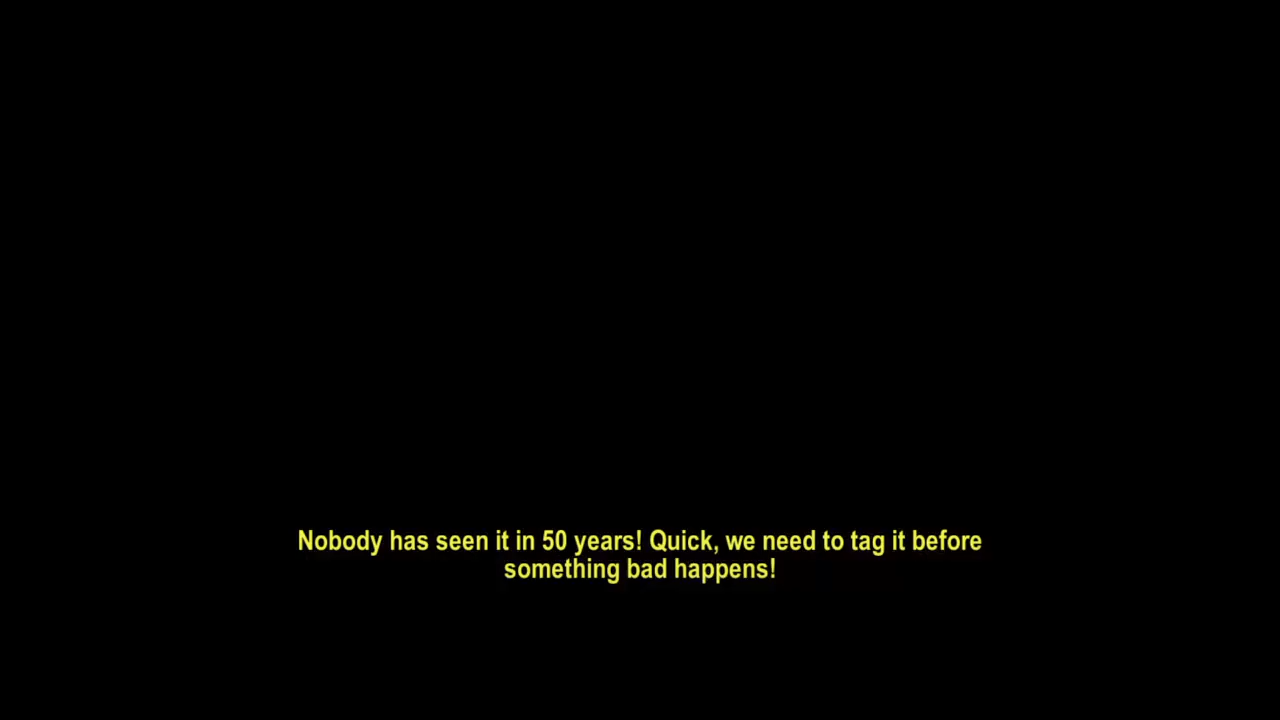 Nobody has seen it in 50 years! Quick, we need to tag it before
something bad happens!